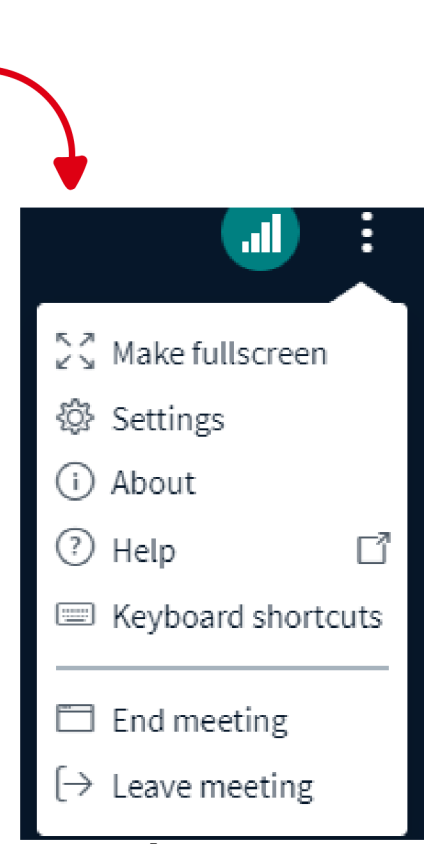 Make fullscreen
Settings
About
Help
Keyboard shortcuts
End meeting
Leave meeting